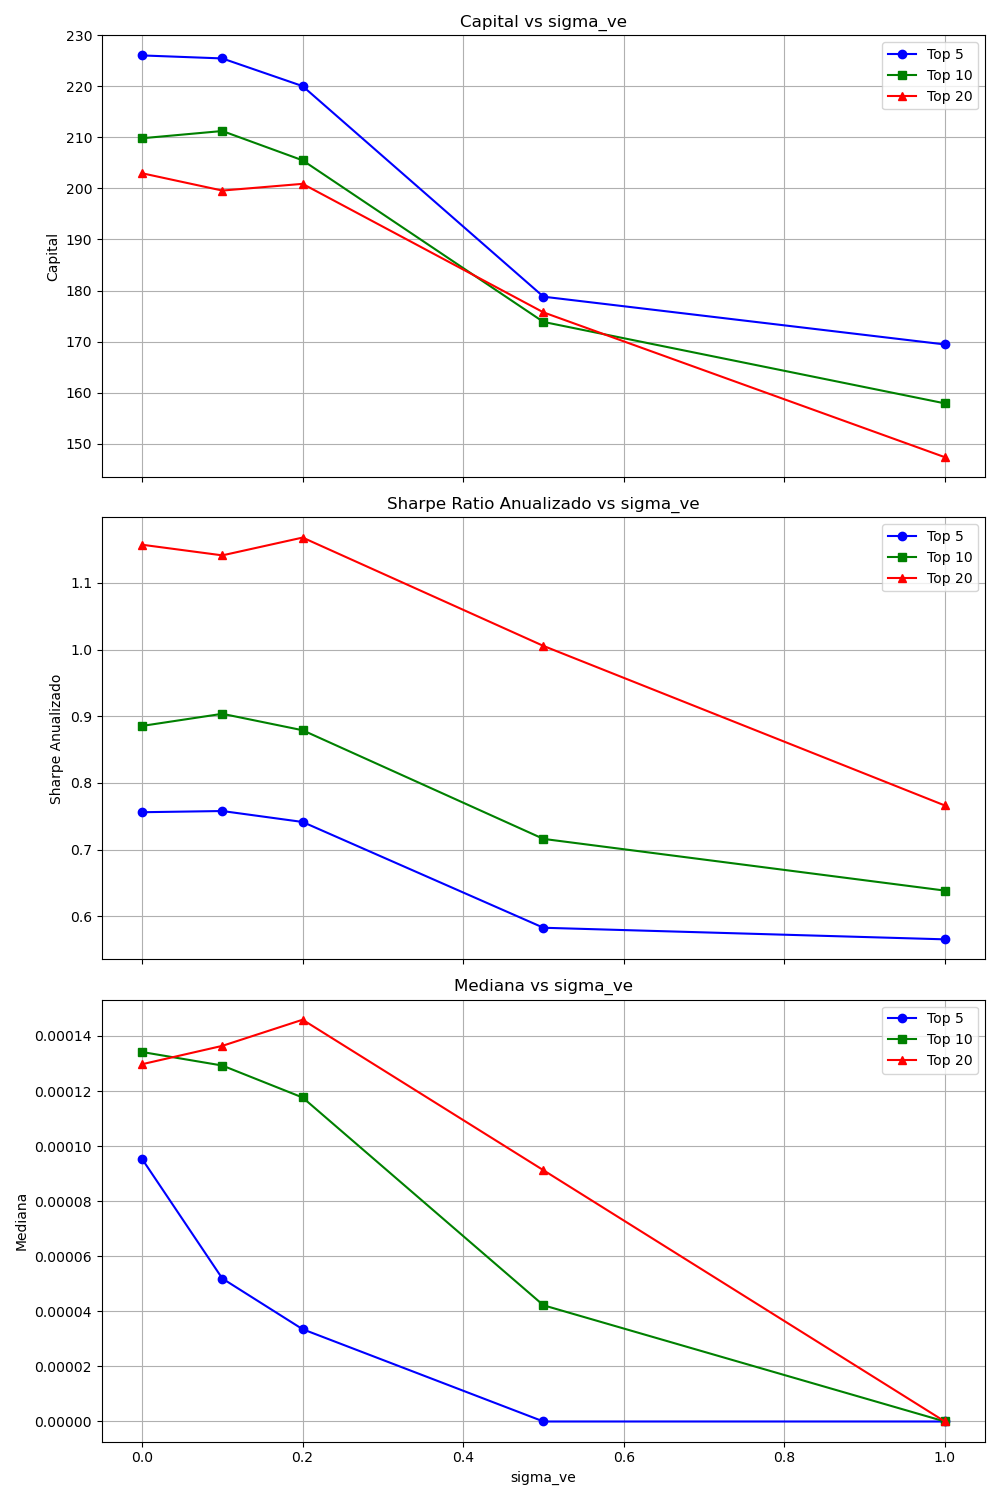 Capital vs sigma_ve
230
220
210
200
190
180
170
160
150
Capital
Top 5
Top 10
Top 20
Sharpe Ratio Anualizado vs sigma_ve
1.1
1.0
0.9
0.8
0.7
0.6
Sharpe Anualizado
Top 5
Top 10
Top 20
Mediana vs sigma_ve
0.00014
0.00012
0.00010
0.00008
0.00006
0.00004
0.00002
0.00000
Mediana
Top 5
Top 10
Top 20
0.0 0.2 0.4 0.6 0.8 1.0
sigma_ve